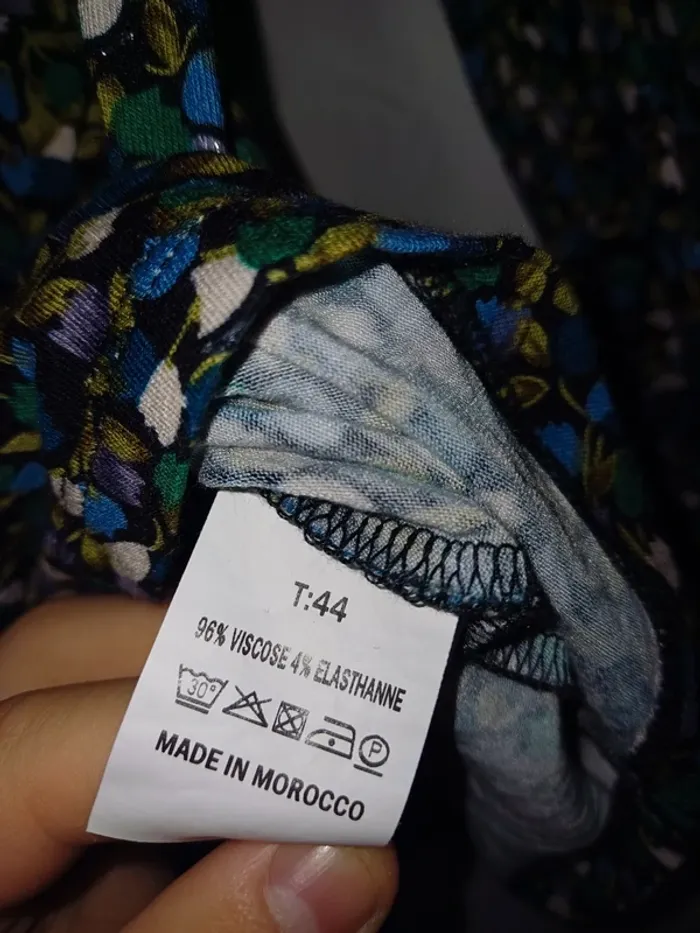 T:44
96% VISCOSE 4% ELASTHANNE
30° P
MADE IN MOROCCO